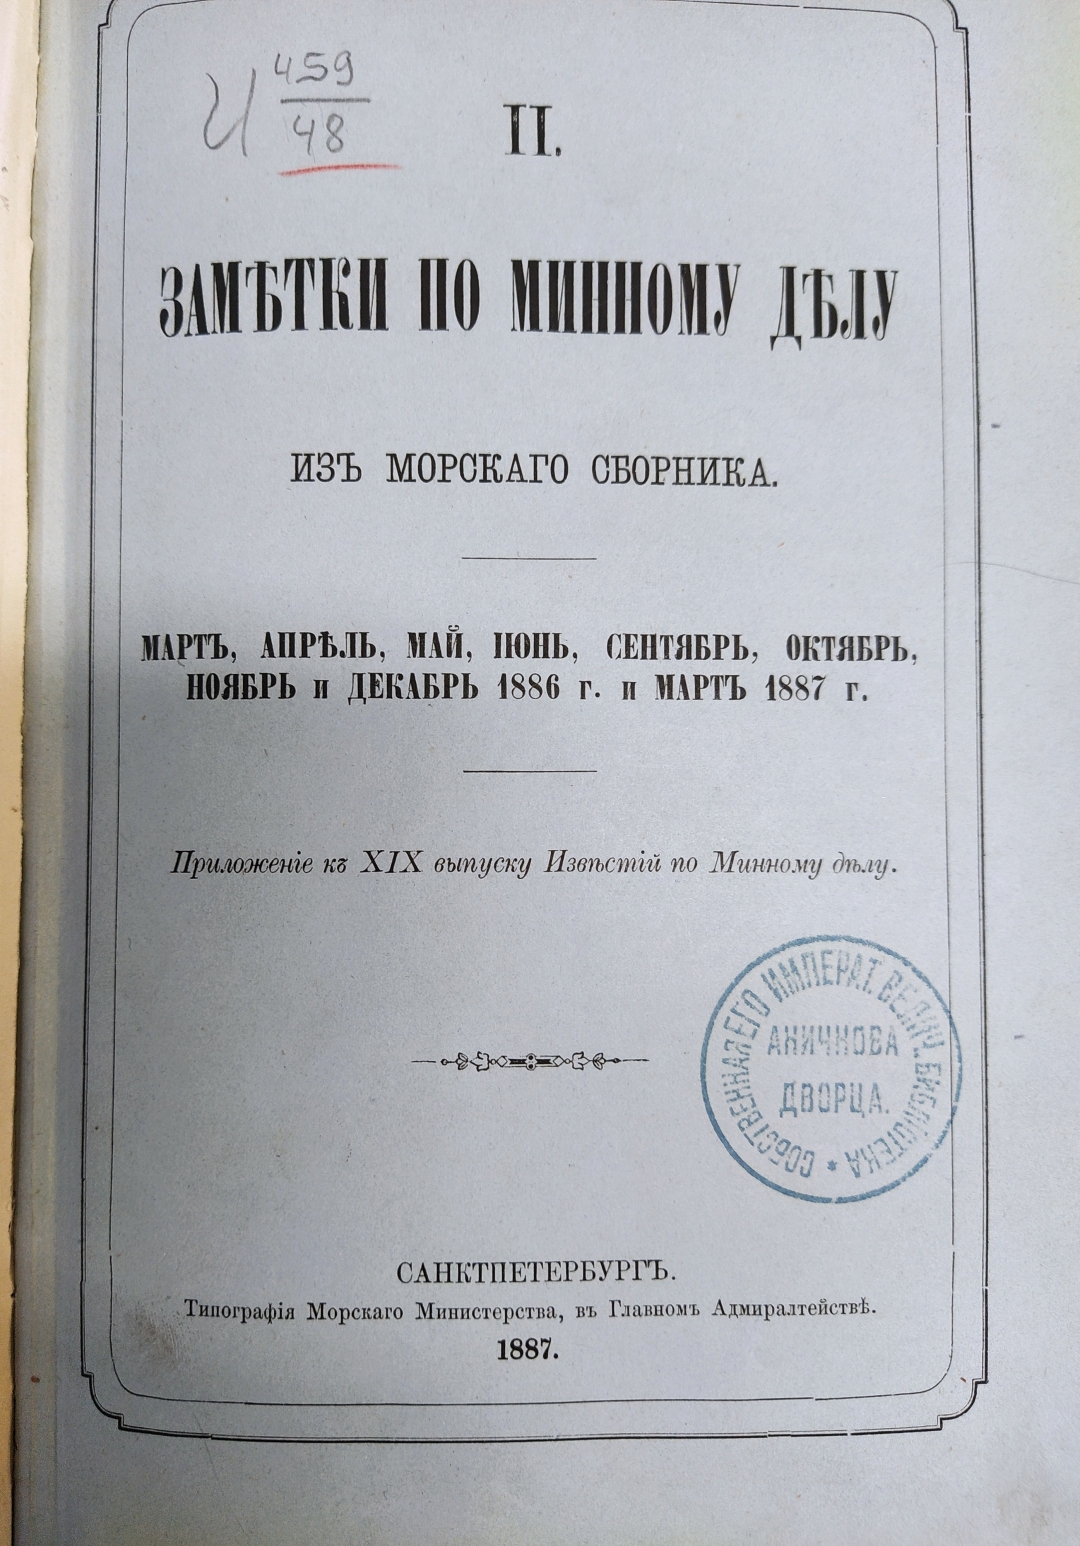 И 459
48
II.
ЗАМѢТКИ ПО МИННОМУ ДѢЛУ
ИЗЪ МОРСКАГО СБОРНИКА.
МАРТЪ, АПРѢЛЬ, МАЙ, ІЮНЬ, СЕНТЯБРЬ, ОКТЯБРЬ,
НОЯБРЬ и ДЕКАБРЬ 1886 г. и МАРТЪ 1887 г.
Приложеніе къ XIX выпуску Извѣстій по Минному дѣлу.
СОБСТВЕННАЯ ЕГО ИМПЕРАТ. ВЕЛИЧ. БИБЛІОТЕКА *
АНИЧКОВА
ДВОРЦА.
САНКТПЕТЕРБУРГЪ.
Типографія Морскаго Министерства, въ Главномъ Адмиралтействѣ.
1887.